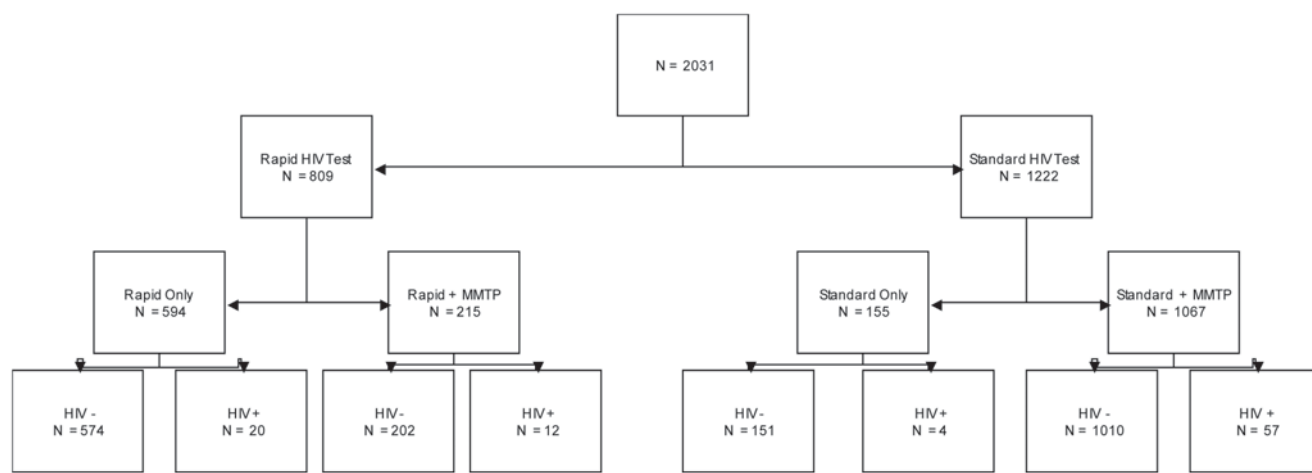 N = 2031
Rapid HIV Test
N = 809
Standard HIV Test
N = 1222
Rapid Only
N = 594
Rapid + MMTP
N = 215
Standard Only
N = 155
Standard + MMTP
N = 1067
HIV -
N = 574
HIV+
N = 20
HIV-
N = 202
HIV+
N = 12
HIV-
N = 151
HIV+
N = 4
HIV -
N = 1010
HIV +
N = 57